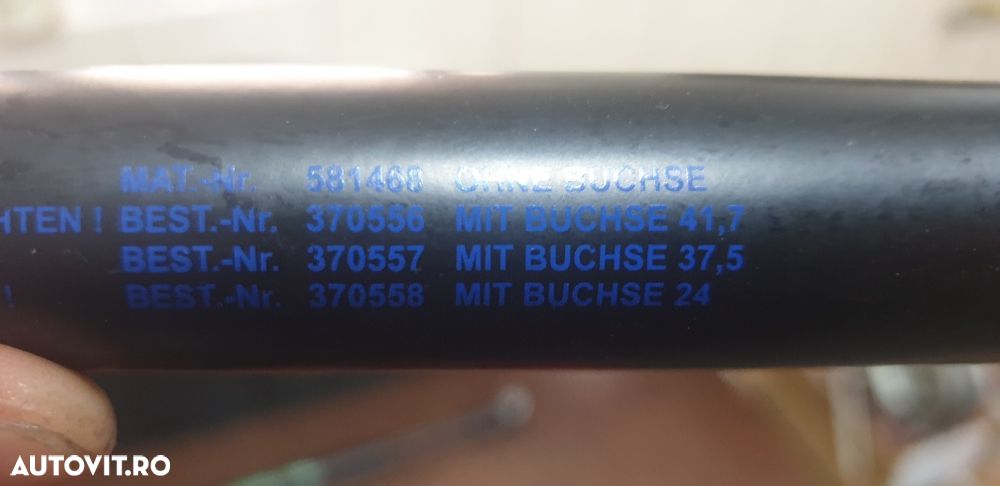 MAT.-Nr. 581468 OHNE BUCHSE
HTEN ! BEST.-Nr. 370556 MIT BUCHSE 41,7
BEST.-Nr. 370557 MIT BUCHSE 37,5
! BEST.-Nr. 370558 MIT BUCHSE 24
AUTOVIT.RO